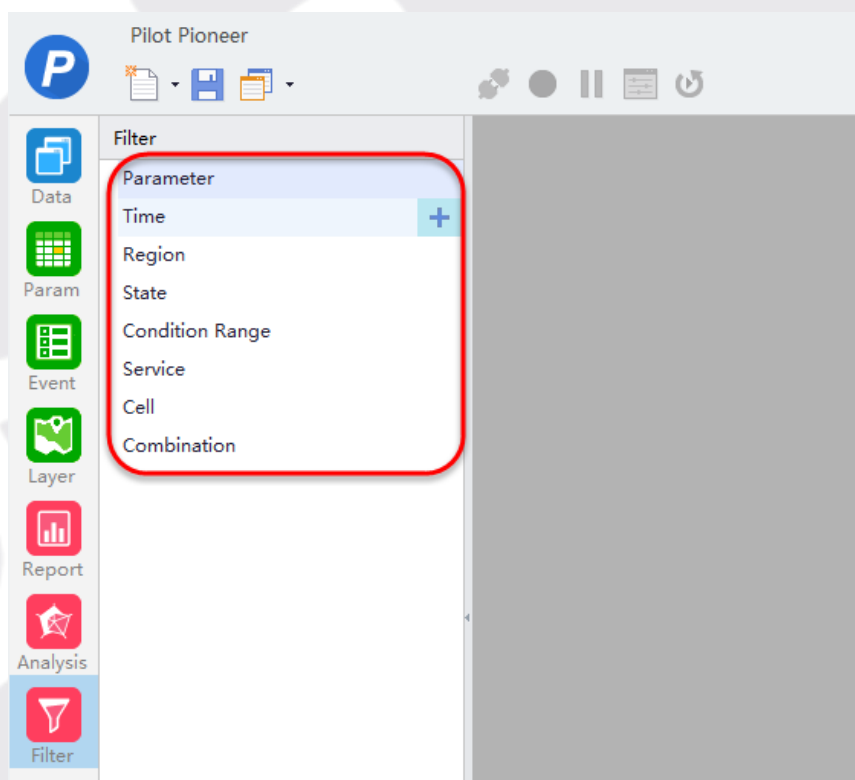 Pilot Pioneer
P
Filter
Data
Param
Event
Layer
Report
Analysis
Filter
Parameter
Time
Region
State
Condition Range
Service
Cell
Combination